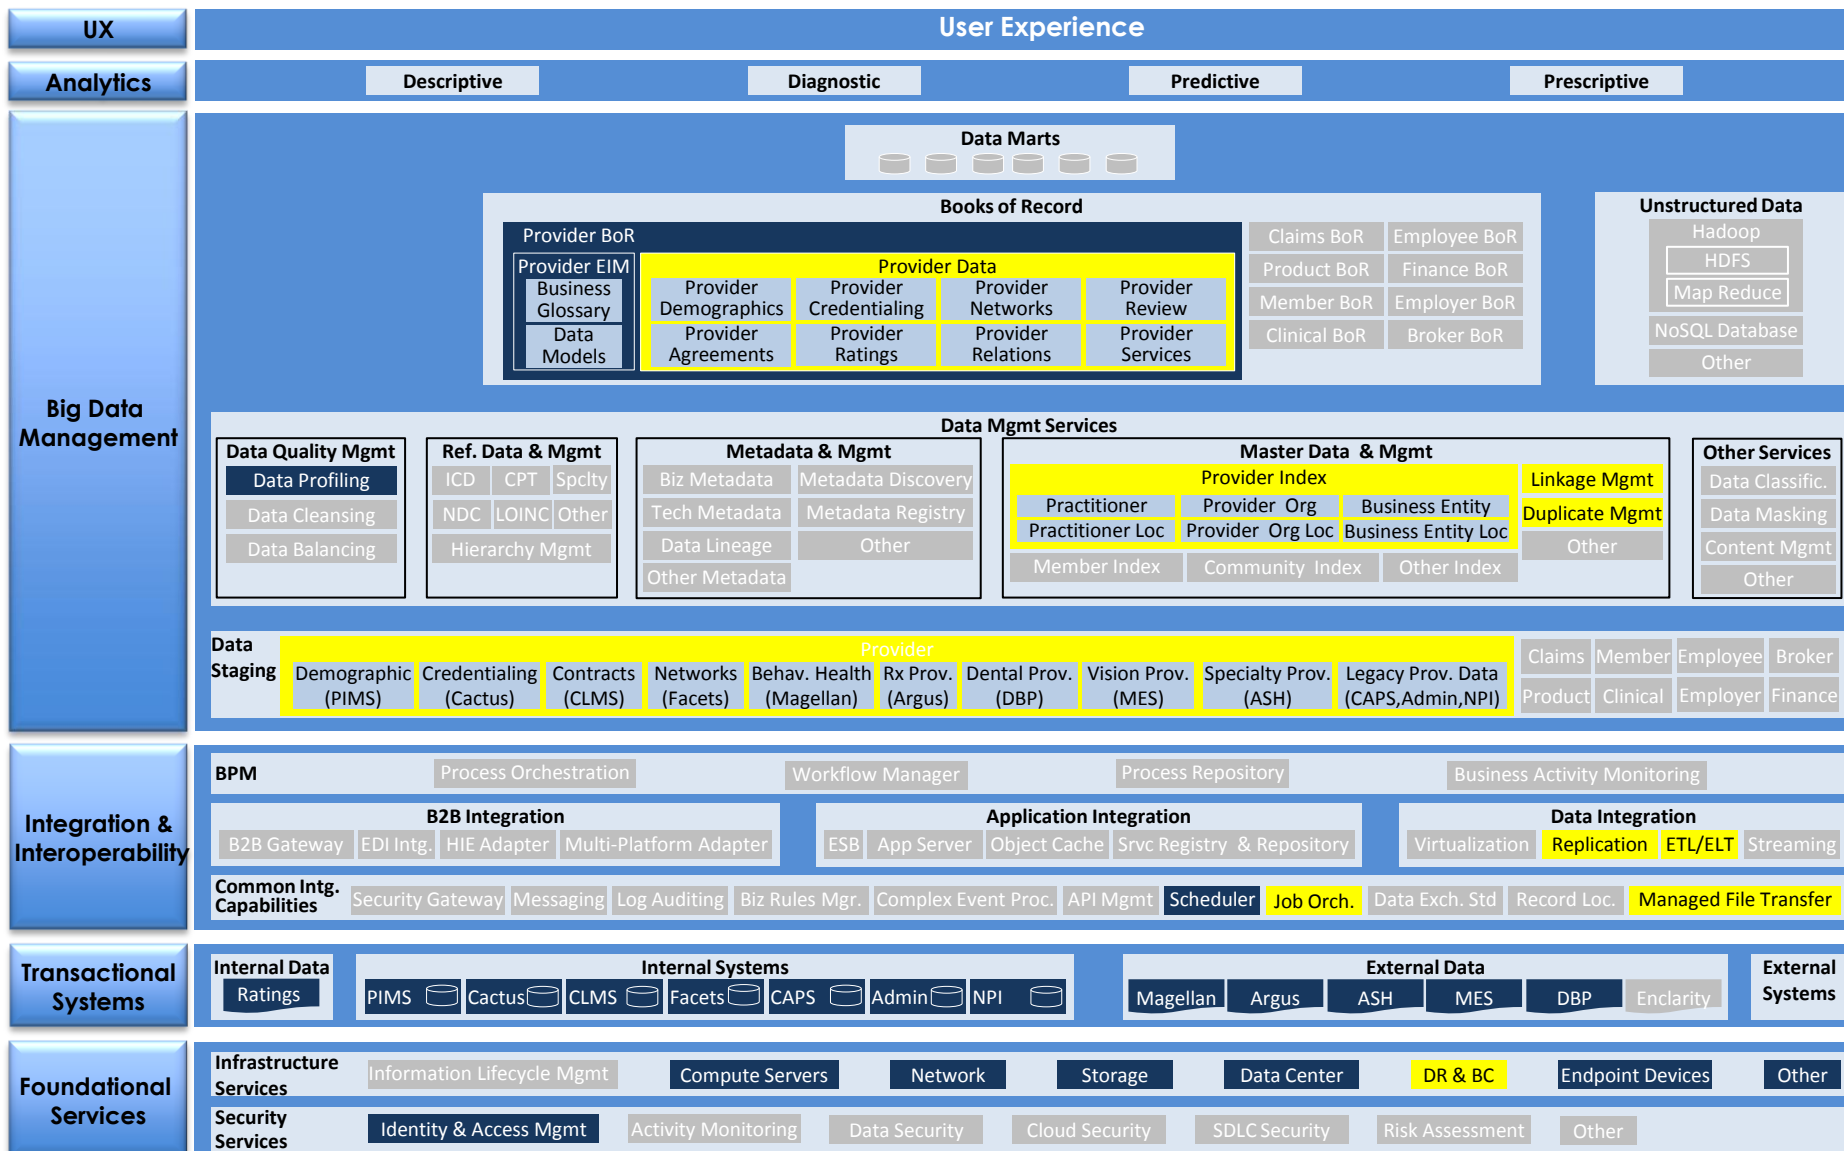 UX
User Experience
Analytics
Descriptive
Diagnostic
Predictive
Prescriptive
Big Data
Management
Data Marts
Books of Record
Provider BoR
Provider EIM
Business
Glossary
Data
Models
Provider Data
Provider
Demographics
Provider
Credentialing
Provider
Networks
Provider
Review
Provider
Agreements
Provider
Ratings
Provider
Relations
Provider
Services
Claims BoR
Employee BoR
Product BoR
Finance BoR
Member BoR
Employer BoR
Clinical BoR
Broker BoR
Unstructured Data
Hadoop
HDFS
Map Reduce
NoSQL Database
Other
Data Mgmt Services
Data Quality Mgmt
Data Profiling
Data Cleansing
Data Balancing
Ref. Data & Mgmt
ICD
CPT
Spclty
NDC
LOINC
Other
Hierarchy Mgmt
Metadata & Mgmt
Biz Metadata
Metadata Discovery
Tech Metadata
Metadata Registry
Data Lineage
Other
Other Metadata
Master Data & Mgmt
Provider Index
Practitioner
Provider Org
Business Entity
Practitioner Loc
Provider Org Loc
Business Entity Loc
Member Index
Community Index
Other Index
Linkage Mgmt
Duplicate Mgmt
Other
Other Services
Data Classific.
Data Masking
Content Mgmt
Other
Data
Staging
Provider
Demographic
(PIMS)
Credentialing
(Cactus)
Contracts
(CLMS)
Networks
(Facets)
Behav. Health
(Magellan)
Rx Prov.
(Argus)
Dental Prov.
(DBP)
Vision Prov.
(MES)
Specialty Prov.
(ASH)
Legacy Prov. Data
(CAPS,Admin,NPI)
Claims
Member
Employee
Broker
Product
Clinical
Employer
Finance
Integration &
Interoperability
BPM
Process Orchestration
Workflow Manager
Process Repository
Business Activity Monitoring
B2B Integration
B2B Gateway
EDI Intg.
HIE Adapter
Multi-Platform Adapter
Application Integration
ESB
App Server
Object Cache
Srvc Registry & Repository
Data Integration
Virtualization
Replication
ETL/ELT
Streaming
Common Intg.
Capabilities
Security Gateway
Messaging
Log Auditing
Biz Rules Mgr.
Complex Event Proc.
API Mgmt
Scheduler
Job Orch.
Data Exch. Std
Record Loc.
Managed File Transfer
Transactional
Systems
Internal Data
Ratings
Internal Systems
PIMS
Cactus
CLMS
Facets
CAPS
Admin
NPI
External Data
Magellan
Argus
ASH
MES
DBP
Enclarity
External
Systems
Foundational
Services
Infrastructure
Services
Information Lifecycle Mgmt
Compute Servers
Network
Storage
Data Center
DR & BC
Endpoint Devices
Other
Security
Services
Identity & Access Mgmt
Activity Monitoring
Data Security
Cloud Security
SDLC Security
Risk Assessment
Other